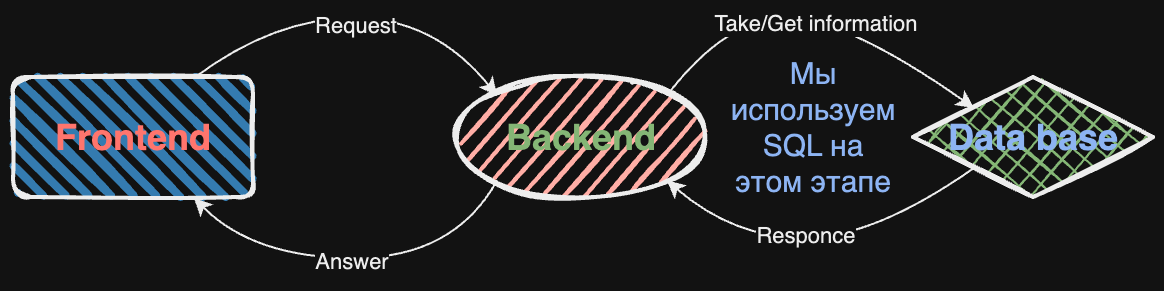 Request
Take/Get information
Frontend
Backend
Мы
используем
SQL на
этом этапе
Data base
Answer
Responce